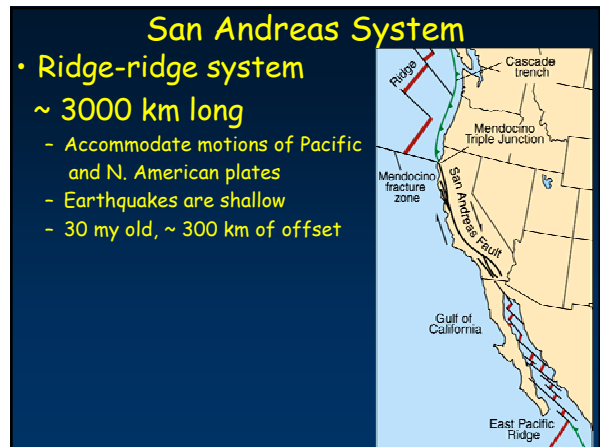 San Andreas System
• Ridge-ridge system
~ 3000 km long
- Accommodate motions of Pacific
and N. American plates
- Earthquakes are shallow
- 30 my old, ~ 300 km of offset
Ridge
Cascade
trench
Mendocino
Triple Junction
Mendocino
fracture
zone
San Andreas Fault
Gulf of
California
East Pacific
Ridge